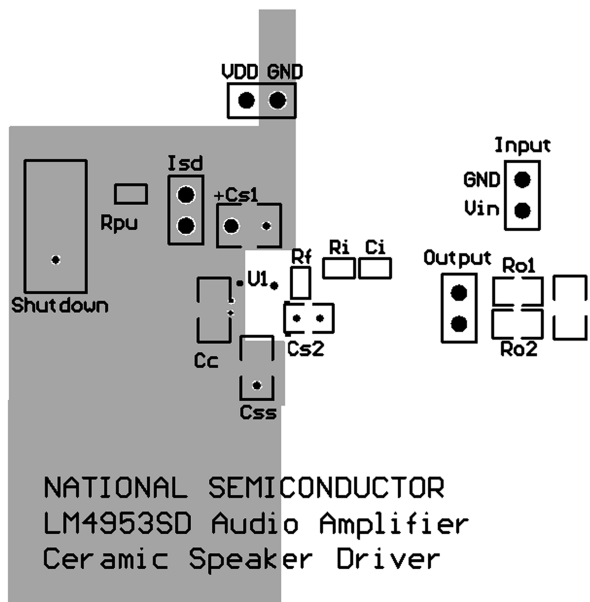 VDD GND
Input
Isd
GND
+Cs1
Vin
Rpu
Rf
Ri
Ci
Output
Ro1
U1
Shutdown
Cs2
Ro2
Cc
Css
NATIONAL SEMICONDUCTOR
LM4953SD Audio Amplifier
Ceramic Speaker Driver